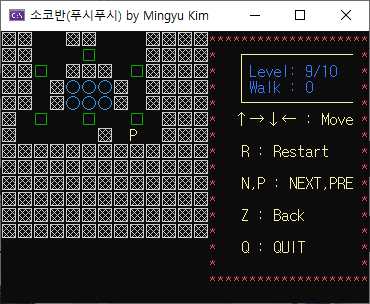 소코반(푸시푸시) by Mingyu Kim
Level: 9/10
Walk : 0
↑→↓← : Move
P
R : Restart
N,P : NEXT,PRE
Z : Back
Q : QUIT